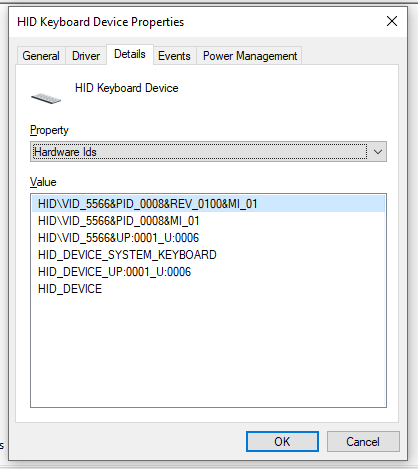 HID Keyboard Device Properties
General Driver Details Events Power Management
HID Keyboard Device
Property
Hardware Ids
Value
HID\VID_5566&PID_0008&REV_0100&MI_01
HID\VID_5566&PID_0008&MI_01
HID\VID_5566&UP:0001_U:0006
HID_DEVICE_SYSTEM_KEYBOARD
HID_DEVICE_UP:0001_U:0006
HID_DEVICE
s
OK Cancel